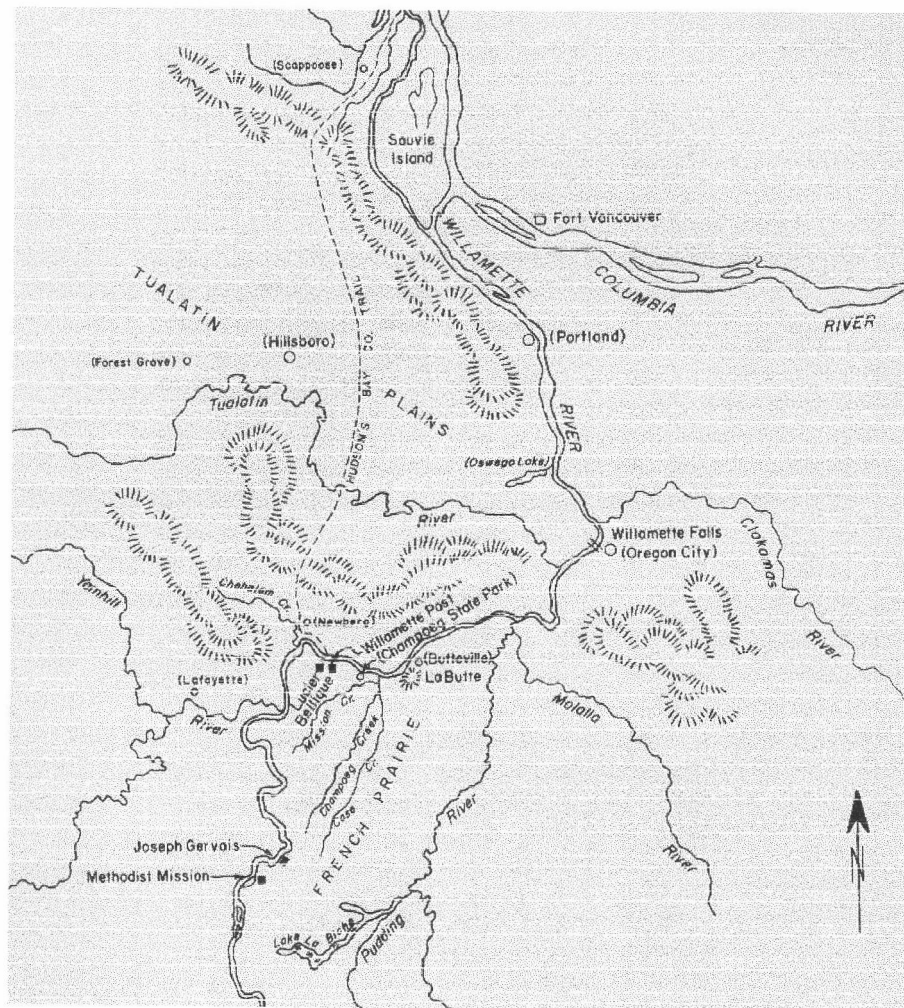 (Scappoose)
Sauvie
Island
Fort Vancouver
WILLAMETTE
COLUMBIA
RIVER
TUALATIN
(Hillsboro)
(Forest Grove)
HUDSON'S BAY CO. TRAIL
(Portland)
PLAINS
Tualatin
RIVER
(Oswego Lake)
River
Willamette Falls
(Oregon City)
Clakamas
River
Yamhill
Chehalem Cr.
(Newberg)
Willamette Post
(Champoeg State Park)
(Butteville)
La Butte
(Lafayette)
River
Lucier
Bellique
Mission Cr.
Champoeg Creek
Case Cr.
FRENCH PRAIRIE
Molalla
River
River
Joseph Gervais
Methodist Mission
Lake La Biche
Pudding
N